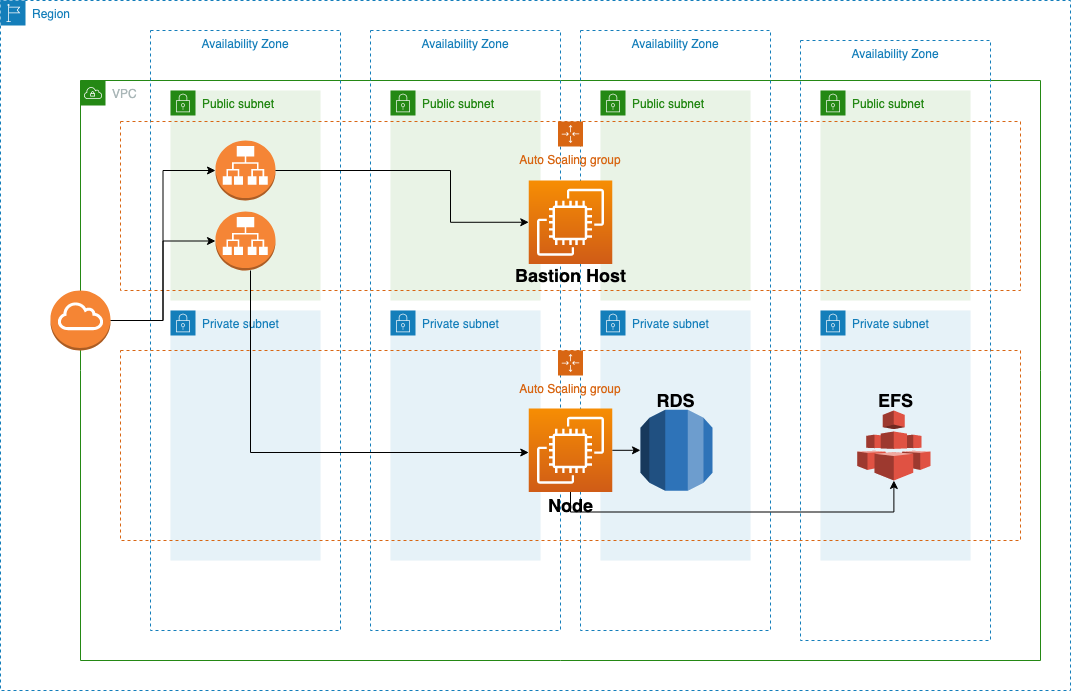 Region
Availability Zone
Availability Zone
Availability Zone
Availability Zone
VPC
Public subnet
Public subnet
Public subnet
Public subnet
Auto Scaling group
Bastion Host
Private subnet
Private subnet
Private subnet
Private subnet
Auto Scaling group
RDS
EFS
Node